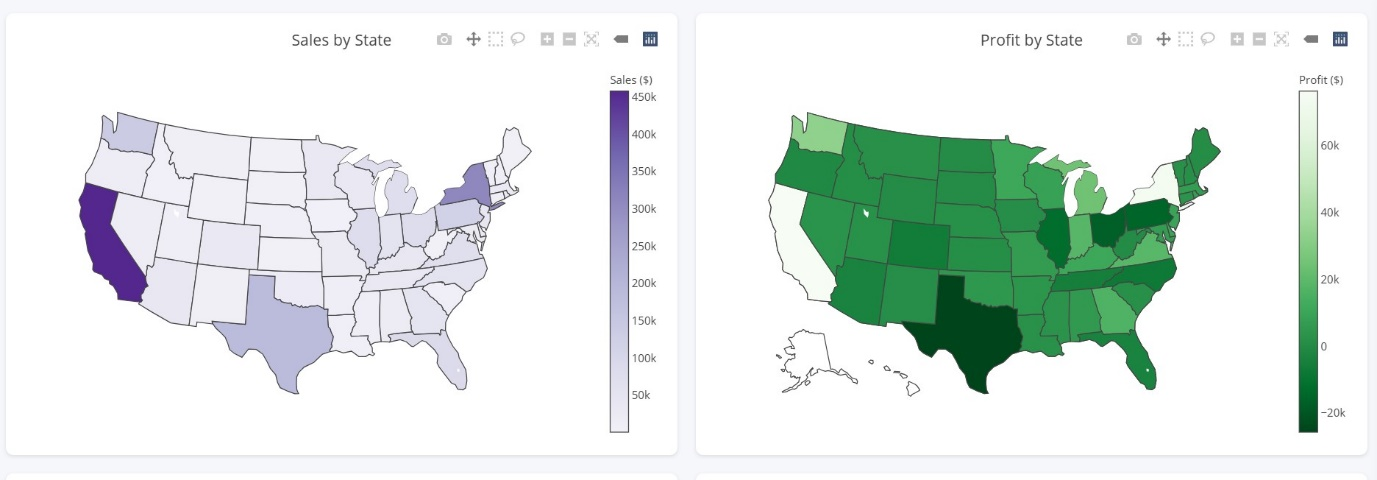 Sales by State
Sales ($)
450k
400k
350k
300k
250k
200k
150k
100k
50k
Profit by State
Profit ($)
60k
40k
20k
0
−20k